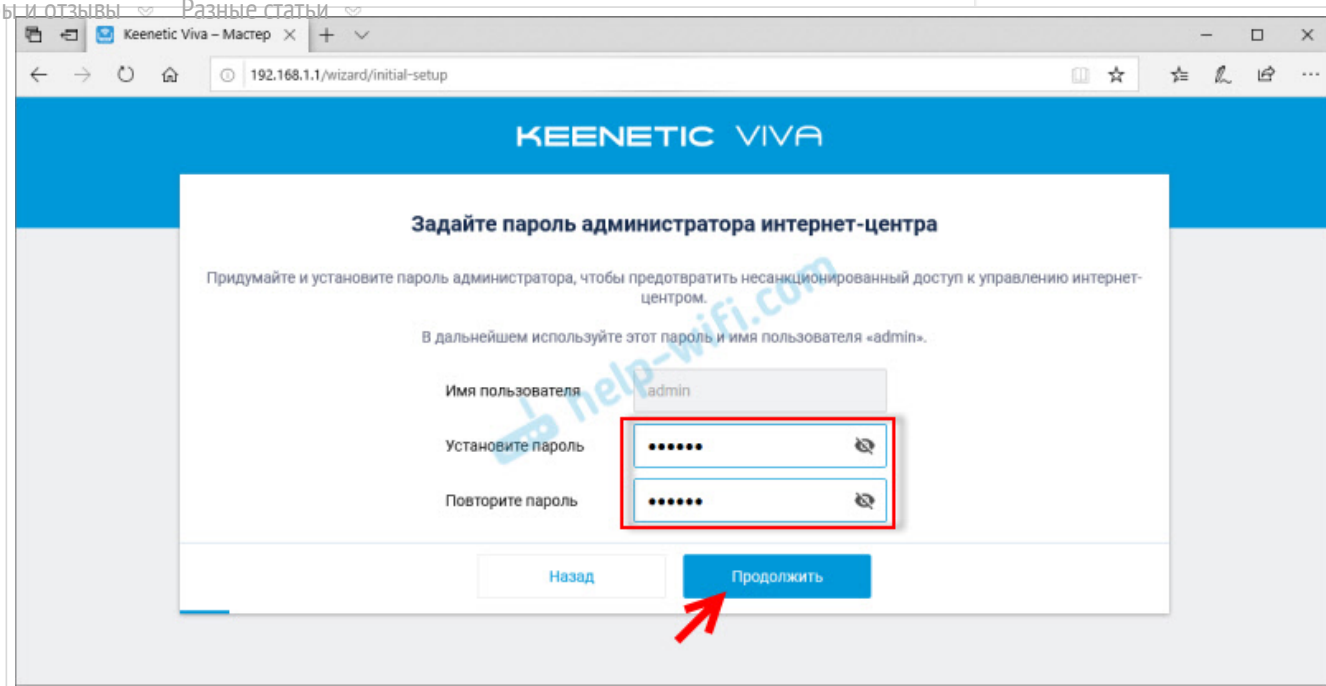 ы и отзывы Разные статьи
Keenetic Viva – Мастер
192.168.1.1/wizard/initial-setup
KEENETIC VIVA
Задайте пароль администратора интернет-центра
Придумайте и установите пароль администратора, чтобы предотвратить несанкционированный доступ к управлению интернет-
центром.
В дальнейшем используйте этот пароль и имя пользователя «admin».
Имя пользователя admin
Установите пароль ••••••
Повторите пароль ••••••
help-wifi.com
Назад Продолжить